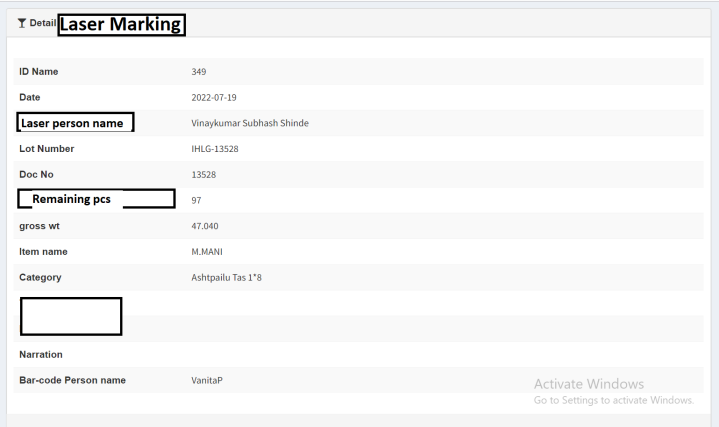 Detail Laser Marking
ID Name 349
Date 2022-07-19
Laser person name Vinaykumar Subhash Shinde
Lot Number IHLG-13528
Doc No 13528
Remaining pcs 97
gross wt 47.040
Item name M.MANI
Category Ashtpailu Tas 1*8
Narration
Bar-code Person name VanitaP
Activate Windows
Go to Settings to activate Windows.